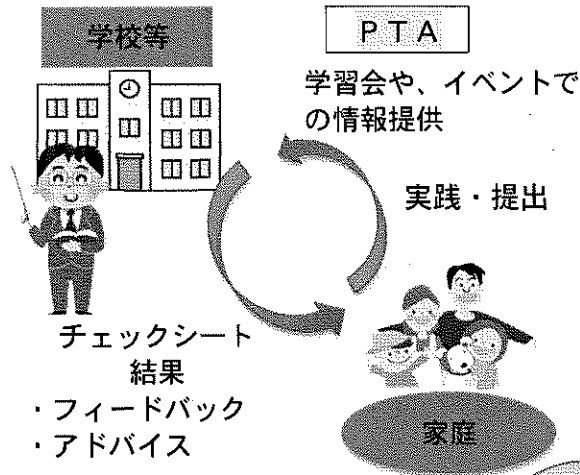 学校等
PTA
学習会や、イベントで
の情報提供
実践・提出
チェックシート
結果
・フィードバック
・アドバイス
家庭